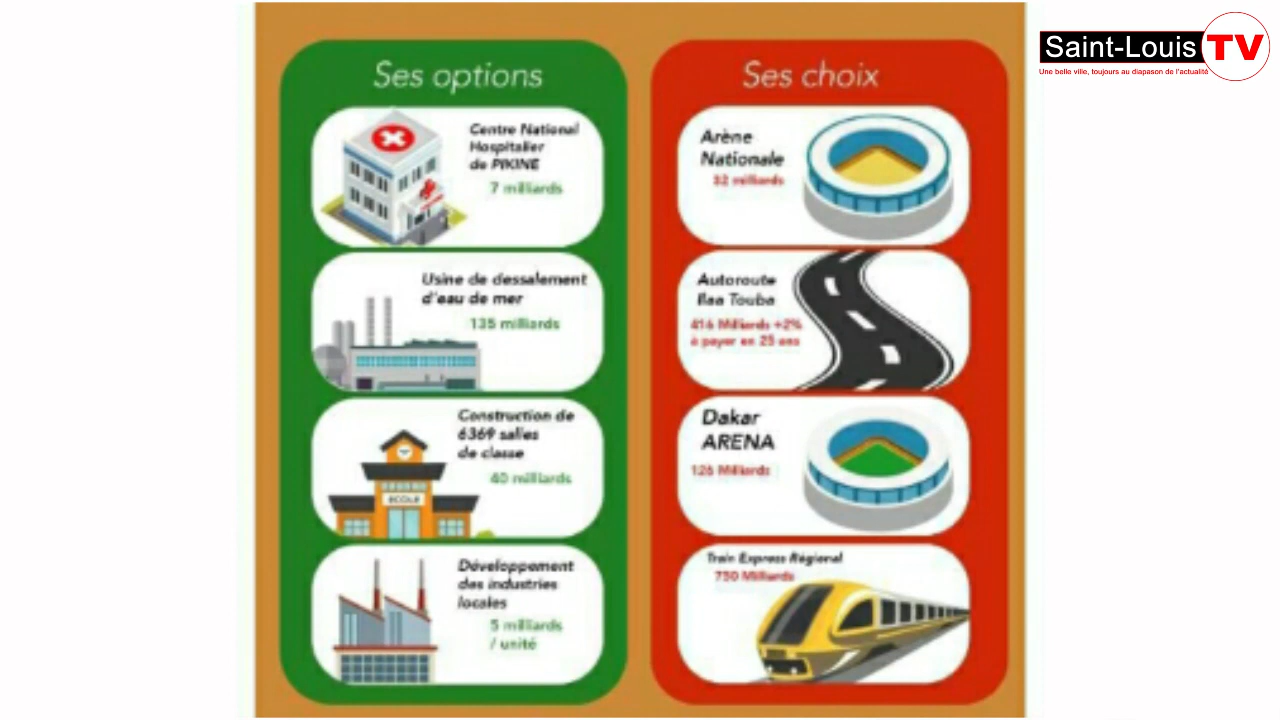 Saint-Louis TV
Une belle ville, toujours au diapason de l'actualité
Ses options
Centre National
Hospitalier
de PIKINE
7 milliards
Usine de dessalement
d'eau de mer
135 milliards
Construction de
6369 salles
de classe
40 milliards
ECOLE
Développement
des industries
locales
5 milliards
/ unité
Ses choix
Arène
Nationale
32 milliards
Autoroute
Ilaa Touba
416 Milliards +2%
à payer en 25 ans
Dakar
ARENA
126 Milliards
Train Express Régional
750 Milliards